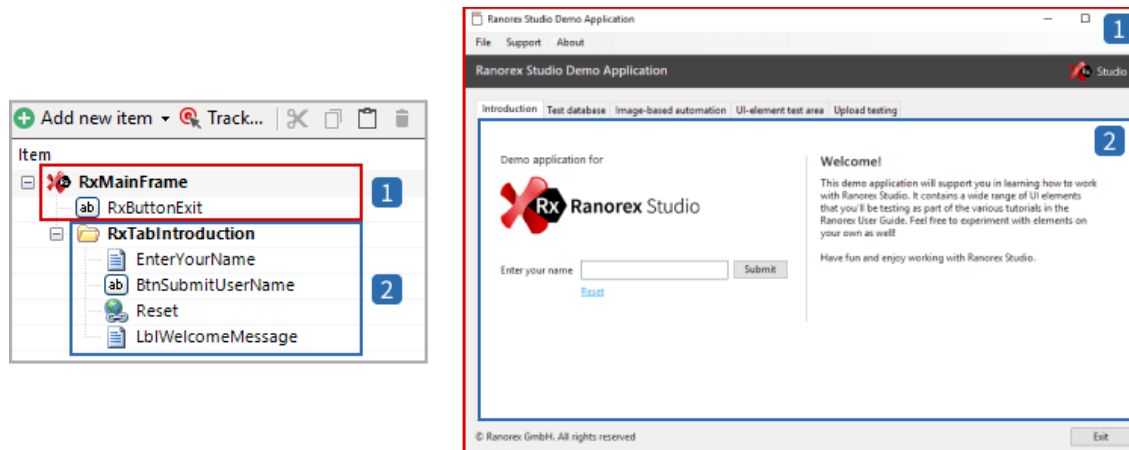 Add new item Track...
Item
RxMainFrame
ab RxButtonExit
1
RxTabIntroduction
EnterYourName
ab BtnSubmitUserName
Reset
LblWelcomeMessage
2
Ranorex Studio Demo Application
1
File Support About
Ranorex Studio Demo Application
Rx Studio
Introduction Test database Image-based automation UI-element test area Upload testing
2
Demo application for
Rx Ranorex Studio
Enter your name Submit
Reset
Welcome!
This demo application will support you in learning how to work
with Ranorex Studio. It contains a wide range of UI elements
that you'll be testing as part of the various tutorials in the
Ranorex User Guide. Feel free to experiment with elements on
your own as well!
Have fun and enjoy working with Ranorex Studio.
© Ranorex GmbH. All rights reserved
Exit